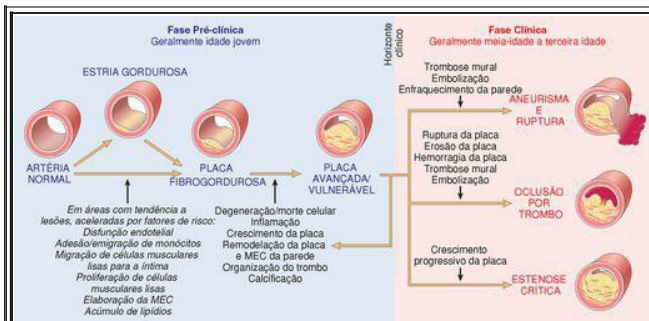 Fase Pré-clínica
Geralmente idade jovem
Horizonte
clínico
Fase Clínica
Geralmente meia-idade a terceira idade
ESTRIA GORDUROSA
ARTÉRIA
NORMAL
PLACA
FIBROGORDUROSA
PLACA
AVANÇADA/
VULNERÁVEL
Em áreas com tendência a
lesões, aceleradas por fatores de risco:
Disfunção endotelial
Adesão/emigração de monócitos
Migração de células musculares
lisas para a íntima
Proliferação de células
musculares lisas
Elaboração da MEC
Acúmulo de lipídios
Degeneração/morte celular
Inflamação
Crescimento da placa
Remodelação da placa
e MEC da parede
Organização do trombo
Calcificação
Trombose mural
Embolização
Enfraquecimento da parede
ANEURISMA
E
RUPTURA
Ruptura da placa
Erosão da placa
Hemorragia da placa
Trombose mural
Embolização
OCLUSÃO
POR
TROMBO
Crescimento
progressivo da placa
ESTENOSE
CRÍTICA